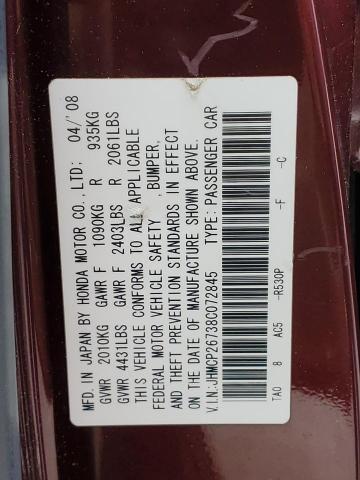 MFD. IN JAPAN BY HONDA MOTOR CO., LTD: 04/'08
GVWR 2010KG GAWR F 1090KG R 935KG
GVWR 4431LBS GAWR F 2403LBS R 2061LBS
THIS VEHICLE CONFORMS TO ALL APPLICABLE
FEDERAL MOTOR VEHICLE SAFETY , BUMPER,
AND THEFT PREVENTION STANDARDS IN EFFECT
ON THE DATE OF MANUFACTURE SHOWN ABOVE.
V.I.N:JHMCP26738C072845 TYPE: PASSENGER CAR
TA0 8 AC5 -R530P -F -C